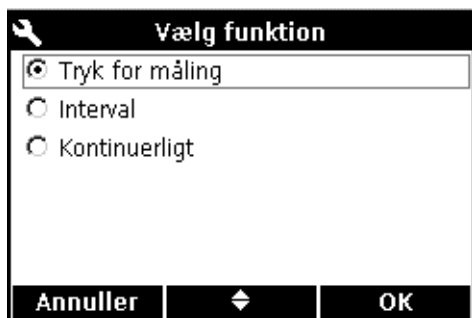 Vælg funktion
Tryk for måling
Interval
Kontinuerligt
Annuller OK